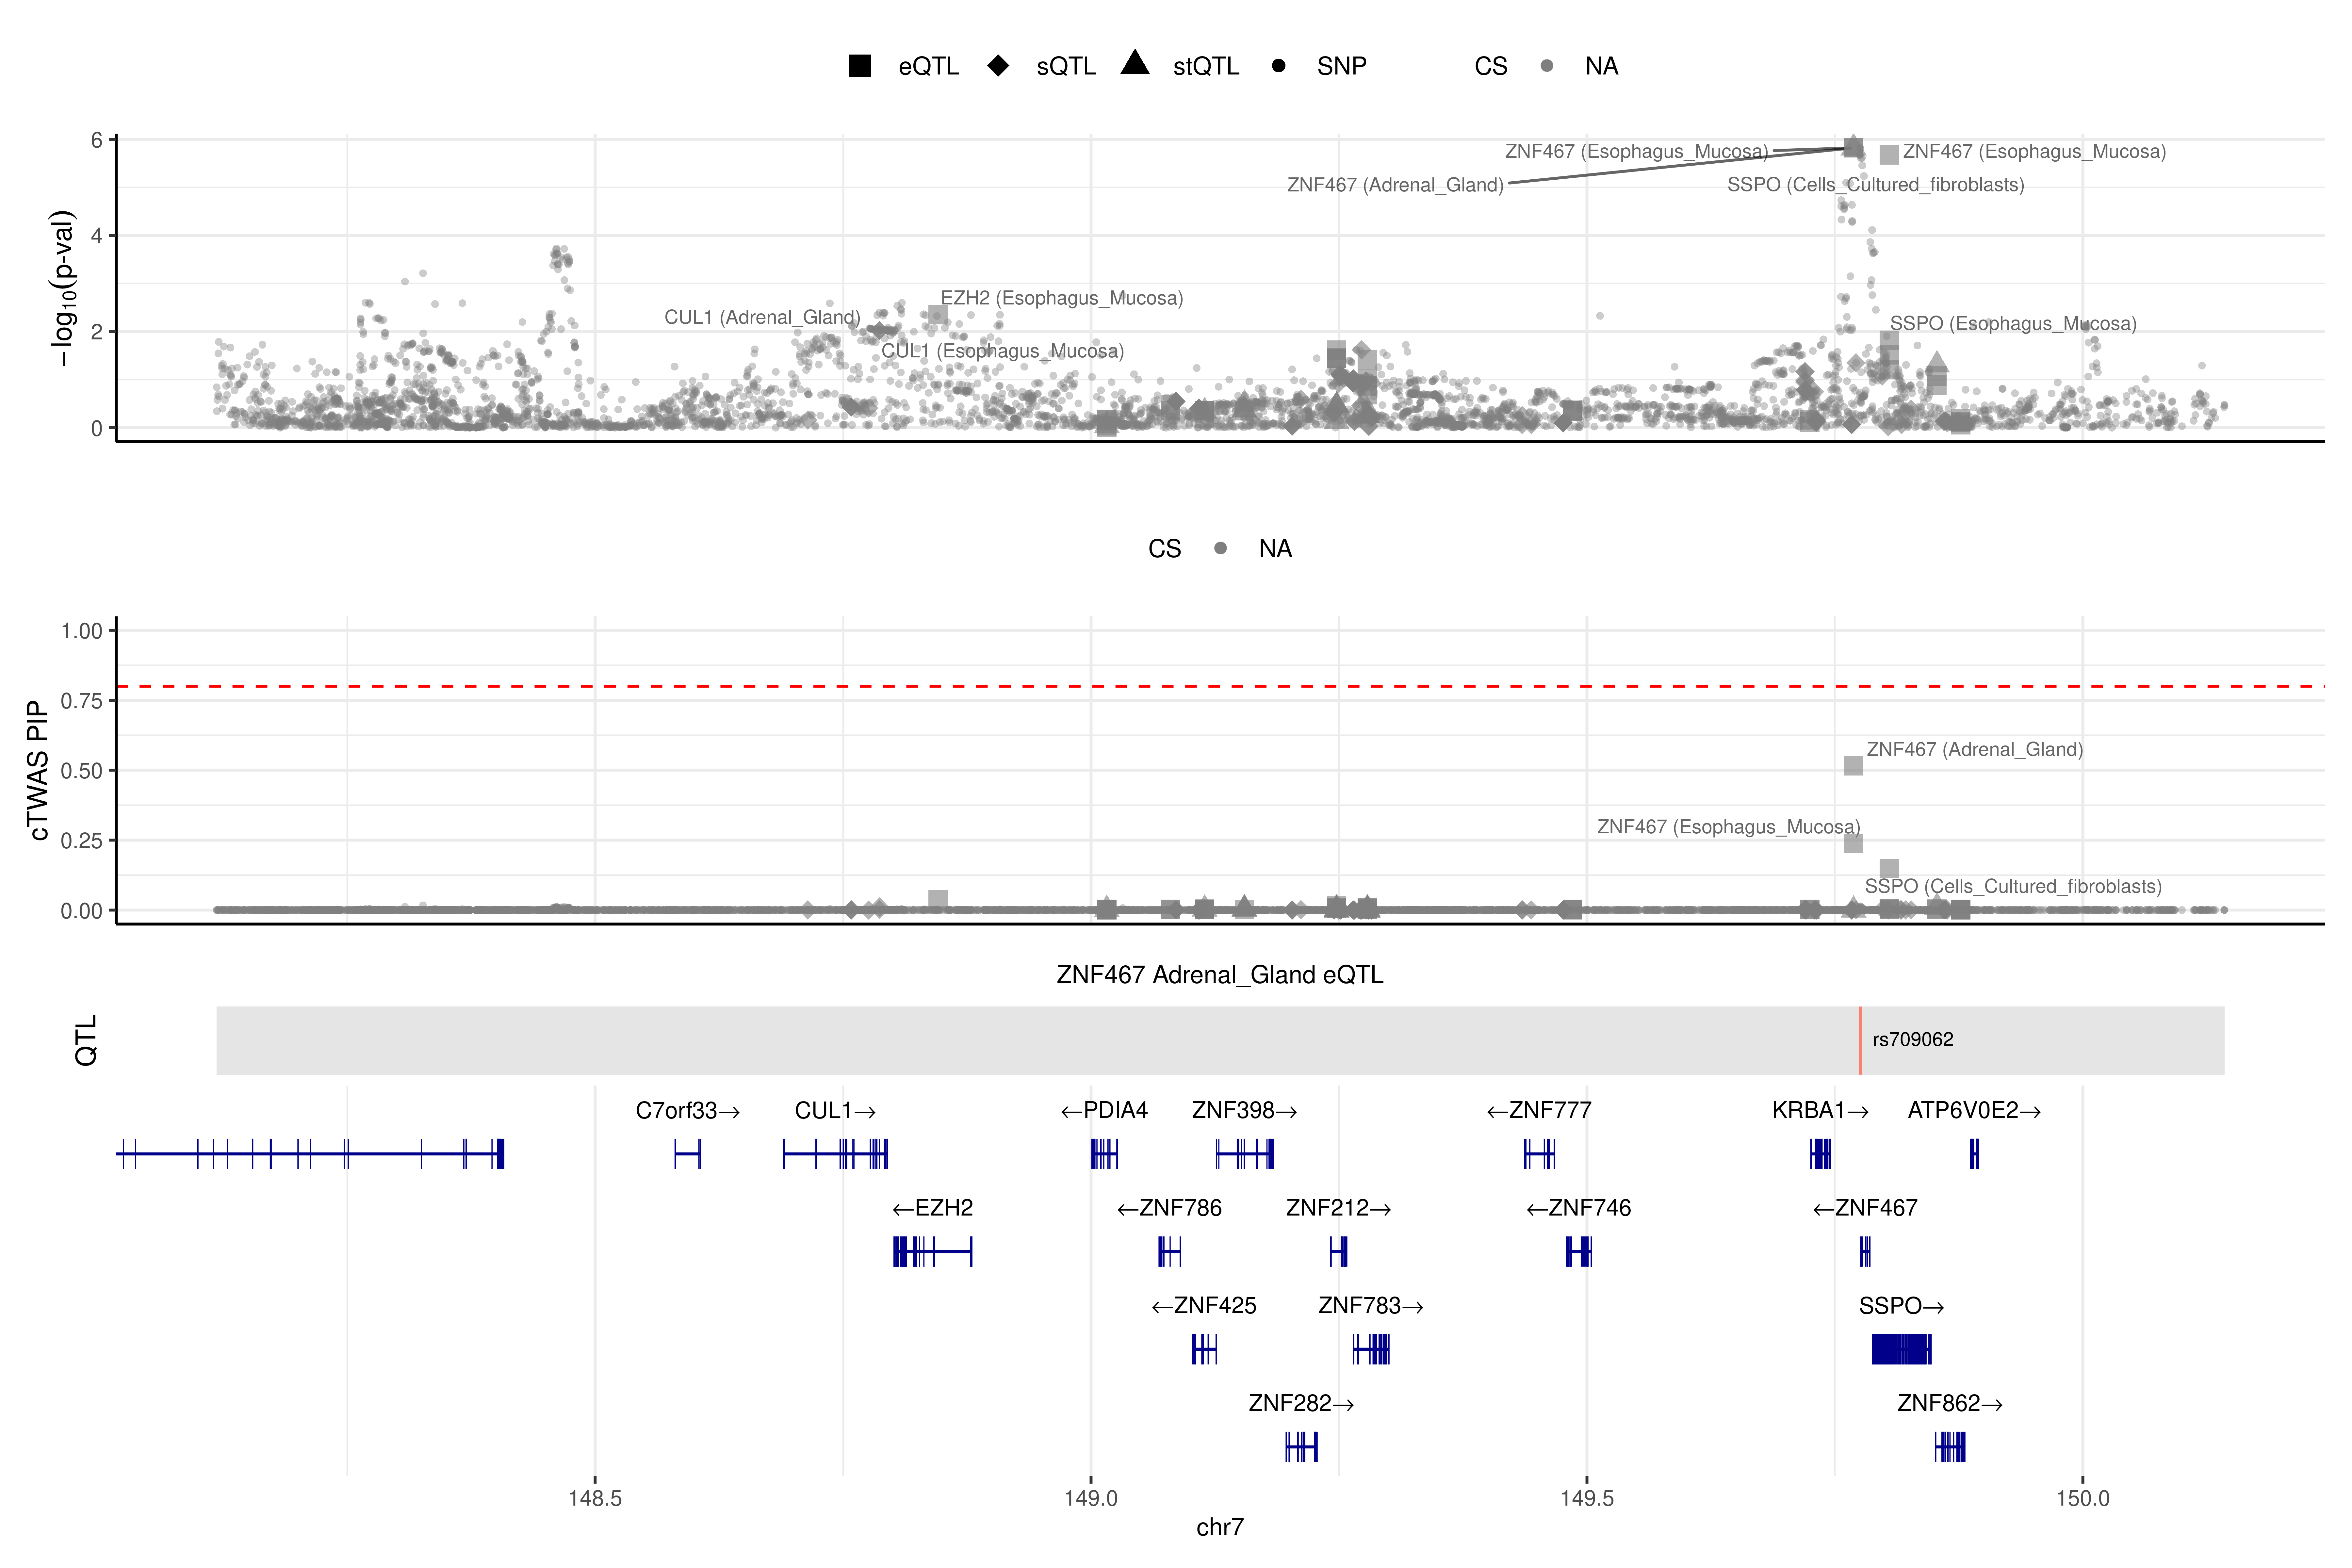 eQTL sQTL stQTL SNP CS NA
6
4
2
0
−log10(p-val)
ZNF467 (Esophagus_Mucosa)
ZNF467 (Esophagus_Mucosa)
ZNF467 (Adrenal_Gland)
SSPO (Cells_Cultured_fibroblasts)
EZH2 (Esophagus_Mucosa)
CUL1 (Adrenal_Gland)
SSPO (Esophagus_Mucosa)
CUL1 (Esophagus_Mucosa)
CS NA
1.00
0.75
0.50
0.25
0.00
cTWAS PIP
ZNF467 (Adrenal_Gland)
ZNF467 (Esophagus_Mucosa)
SSPO (Cells_Cultured_fibroblasts)
ZNF467 Adrenal_Gland eQTL
QTL
rs709062
C7orf33→ CUL1→ ←PDIA4 ZNF398→ ←ZNF777 KRBA1→ ATP6V0E2→
←EZH2 ←ZNF786 ZNF212→ ←ZNF746 ←ZNF467
←ZNF425 ZNF783→ SSPO→
ZNF282→ ZNF862→
148.5 149.0 149.5 150.0
chr7